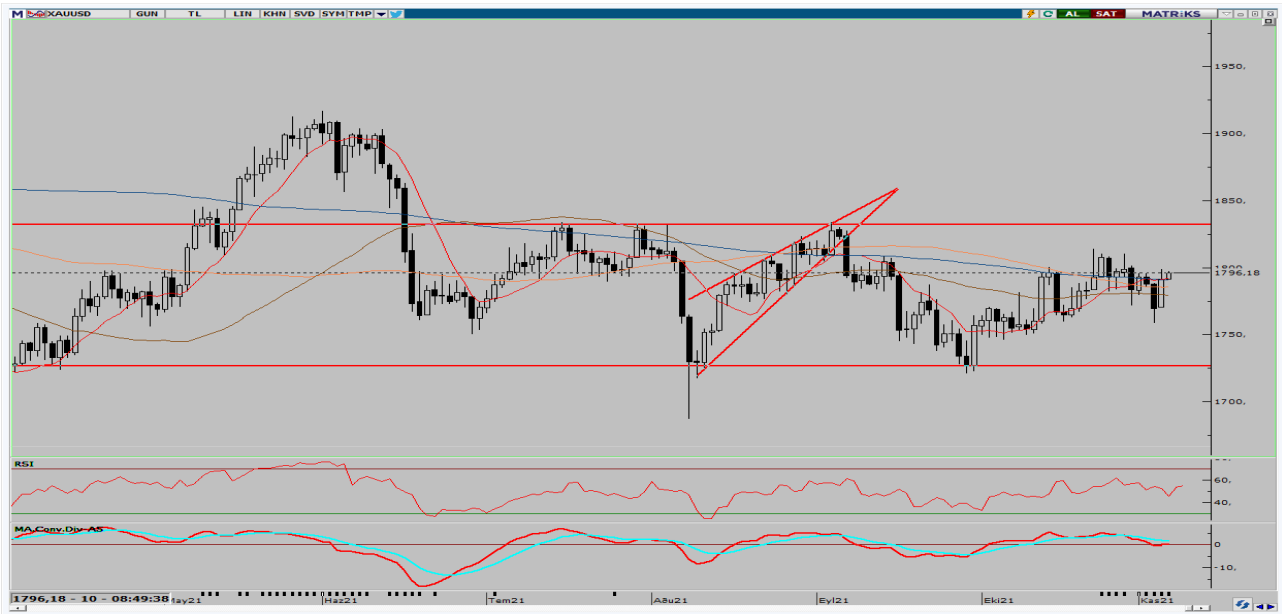 M XAUUSD GUN TL LIN KHN SVD SYM TMP C AL SAT MATRiKS
1950,
1900,
1850,
1800,
1796,18
1750,
1700,
RSI
60,
40,
MA.Conv.Div-AS
0
-10,
1796,18 - 10 - 08:49:38 May21 Haz21 Tem21 Aðu21 Eyl21 Eki21 Kas21